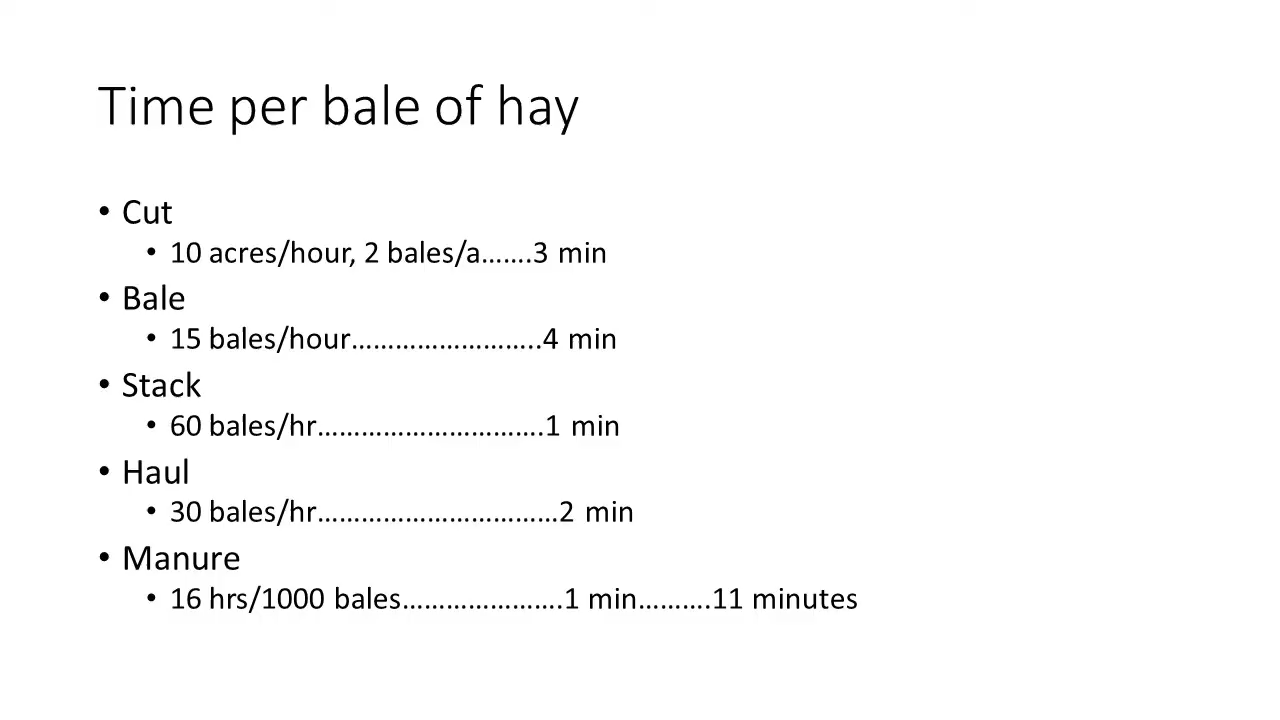 Time per bale of hay
• Cut
• 10 acres/hour, 2 bales/a…….3 min
• Bale
• 15 bales/hour……………………..4 min
• Stack
• 60 bales/hr………………………….1 min
• Haul
• 30 bales/hr……………………………2 min
• Manure
• 16 hrs/1000 bales………………….1 min……….11 minutes